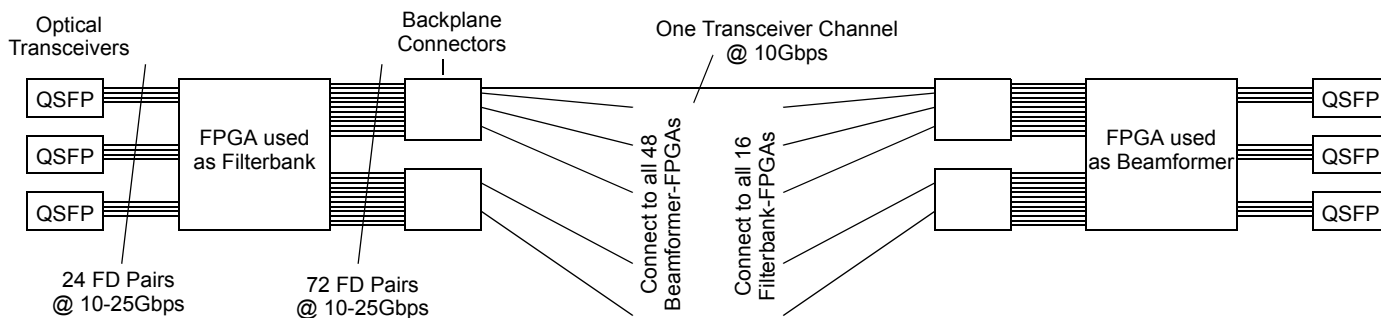 Optical
Transceivers
Backplane
Connectors
One Transceiver Channel
@ 10Gbps
QSFP
QSFP
QSFP
FPGA used
as Filterbank
Connect to all 48
Beamformer-FPGAs
Connect to all 16
Filterbank-FPGAs
FPGA used
as Beamformer
QSFP
QSFP
QSFP
24 FD Pairs
@ 10-25Gbps
72 FD Pairs
@ 10-25Gbps